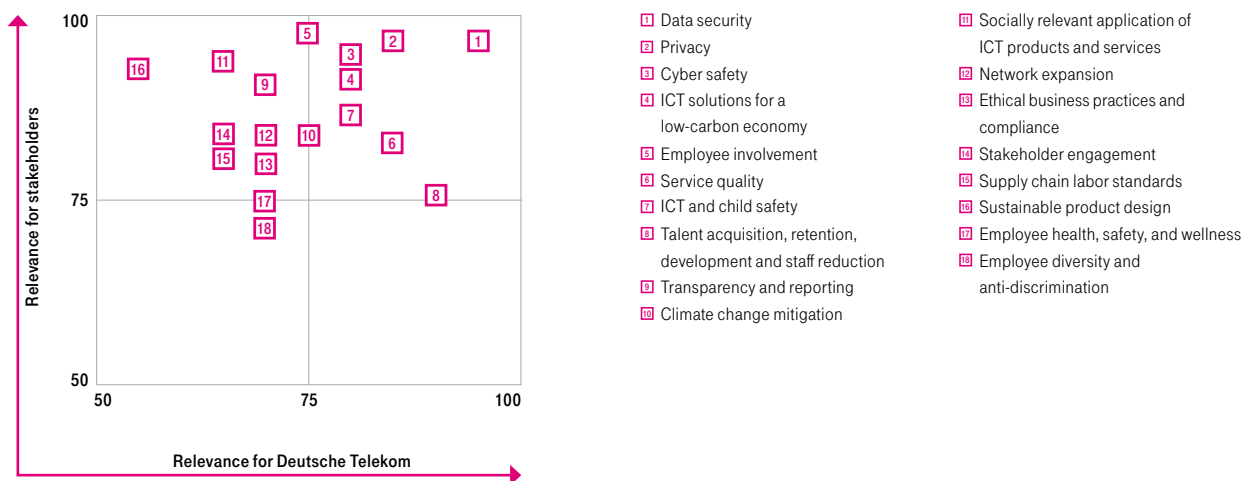 100
75
50
50
75
100
Relevance for stakeholders
Relevance for Deutsche Telekom
5
1
2
3
11
16
4
9
7
14
12
10
6
15
13
8
17
18
1 Data security
2 Privacy
3 Cyber safety
4 ICT solutions for a
low-carbon economy
5 Employee involvement
6 Service quality
7 ICT and child safety
8 Talent acquisition, retention,
development and staff reduction
9 Transparency and reporting
10 Climate change mitigation
11 Socially relevant application of
ICT products and services
12 Network expansion
13 Ethical business practices and
compliance
14 Stakeholder engagement
15 Supply chain labor standards
16 Sustainable product design
17 Employee health, safety, and wellness
18 Employee diversity and
anti-discrimination